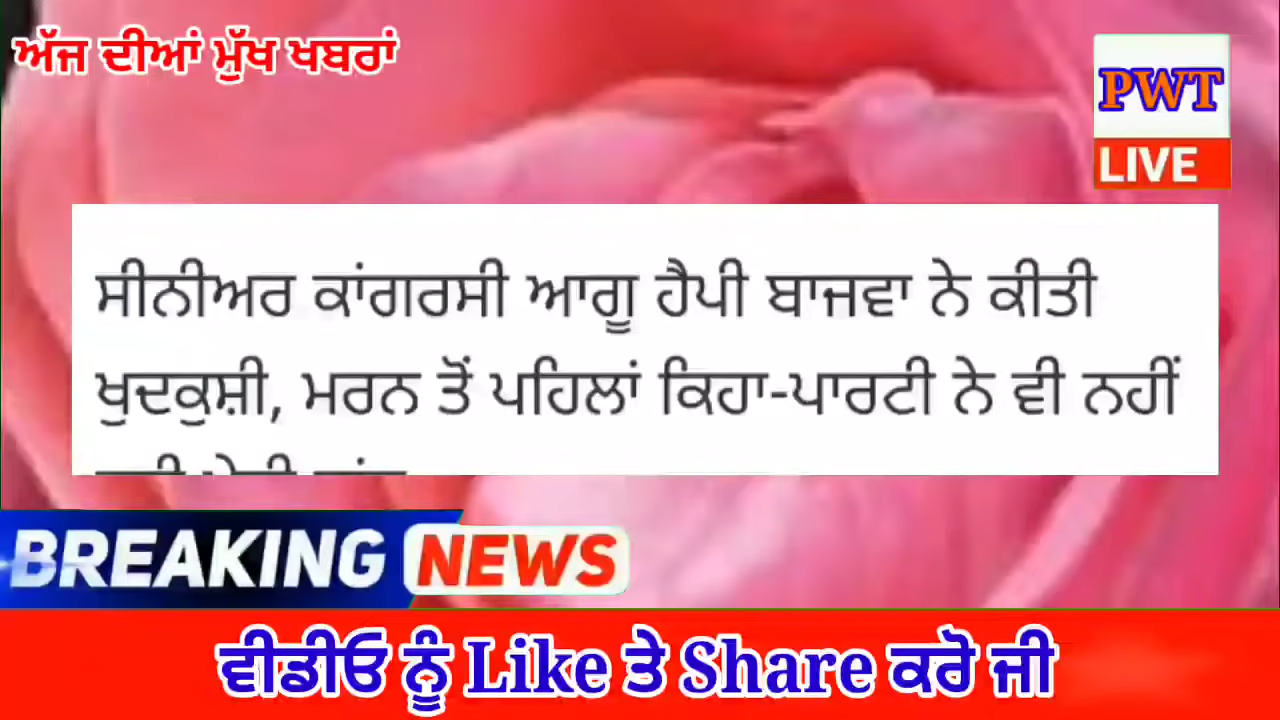 ਅੱਜ ਦੀਆਂ ਮੁੱਖ ਖਬਰਾਂ
PWT
LIVE
ਸੀਨੀਅਰ ਕਾਂਗਰਸੀ ਆਗੂ ਹੈਪੀ ਬਾਜਵਾ ਨੇ ਕੀਤੀ
ਖੁਦਕੁਸ਼ੀ, ਮਰਨ ਤੋਂ ਪਹਿਲਾਂ ਕਿਹਾ-ਪਾਰਟੀ ਨੇ ਵੀ ਨਹੀਂ
BREAKING NEWS
ਵੀਡੀਓ ਨੂੰ Like ਤੇ Share ਕਰੋ ਜੀ